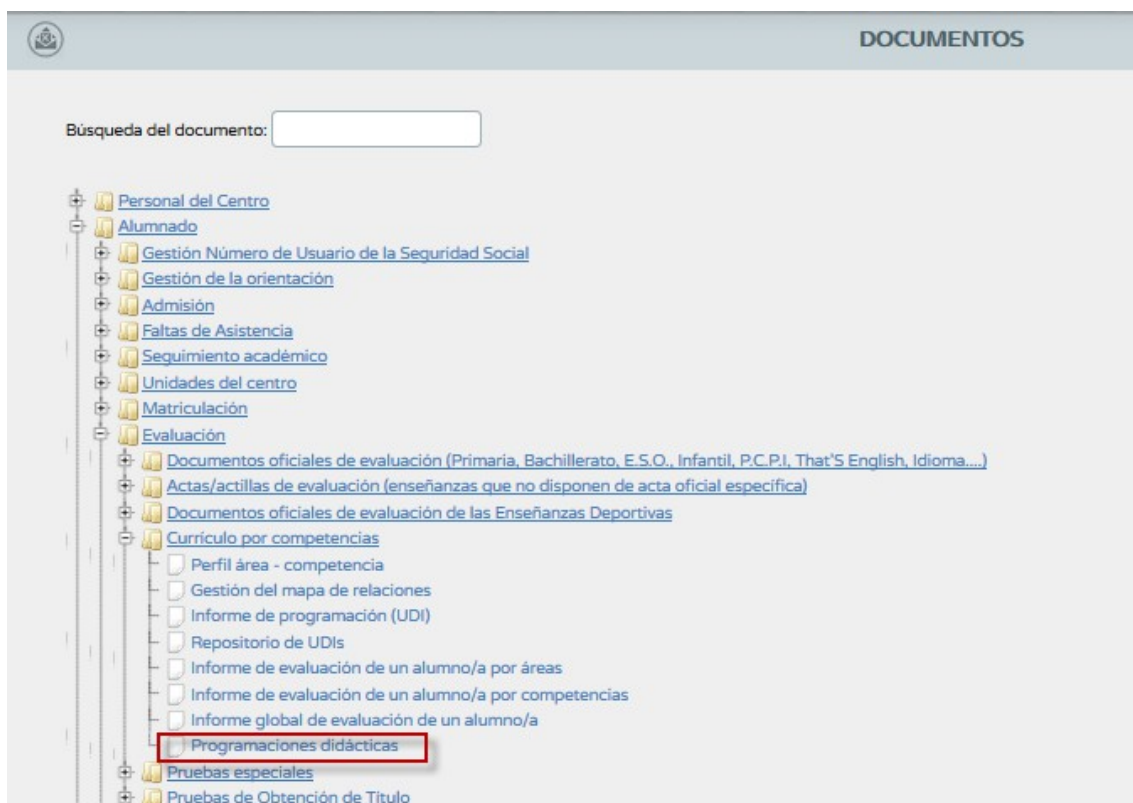 DOCUMENTOS
Búsqueda del documento:
Personal del Centro
Alumnado
Gestión Número de Usuario de la Seguridad Social
Gestión de la orientación
Admisión
Faltas de Asistencia
Seguimiento académico
Unidades del centro
Matriculación
Evaluación
Documentos oficiales de evaluación (Primaria, Bachillerato, E.S.O., Infantil, P.C.P.I, That'S English, Idioma....)
Actas/actillas de evaluación (enseñanzas que no disponen de acta oficial específica)
Documentos oficiales de evaluación de las Enseñanzas Deportivas
Currículo por competencias
Perfil área - competencia
Gestión del mapa de relaciones
Informe de programación (UDI)
Repositorio de UDIs
Informe de evaluación de un alumno/a por áreas
Informe de evaluación de un alumno/a por competencias
Informe global de evaluación de un alumno/a
Programaciones didácticas
Pruebas especiales
Pruebas de Obtención de Título